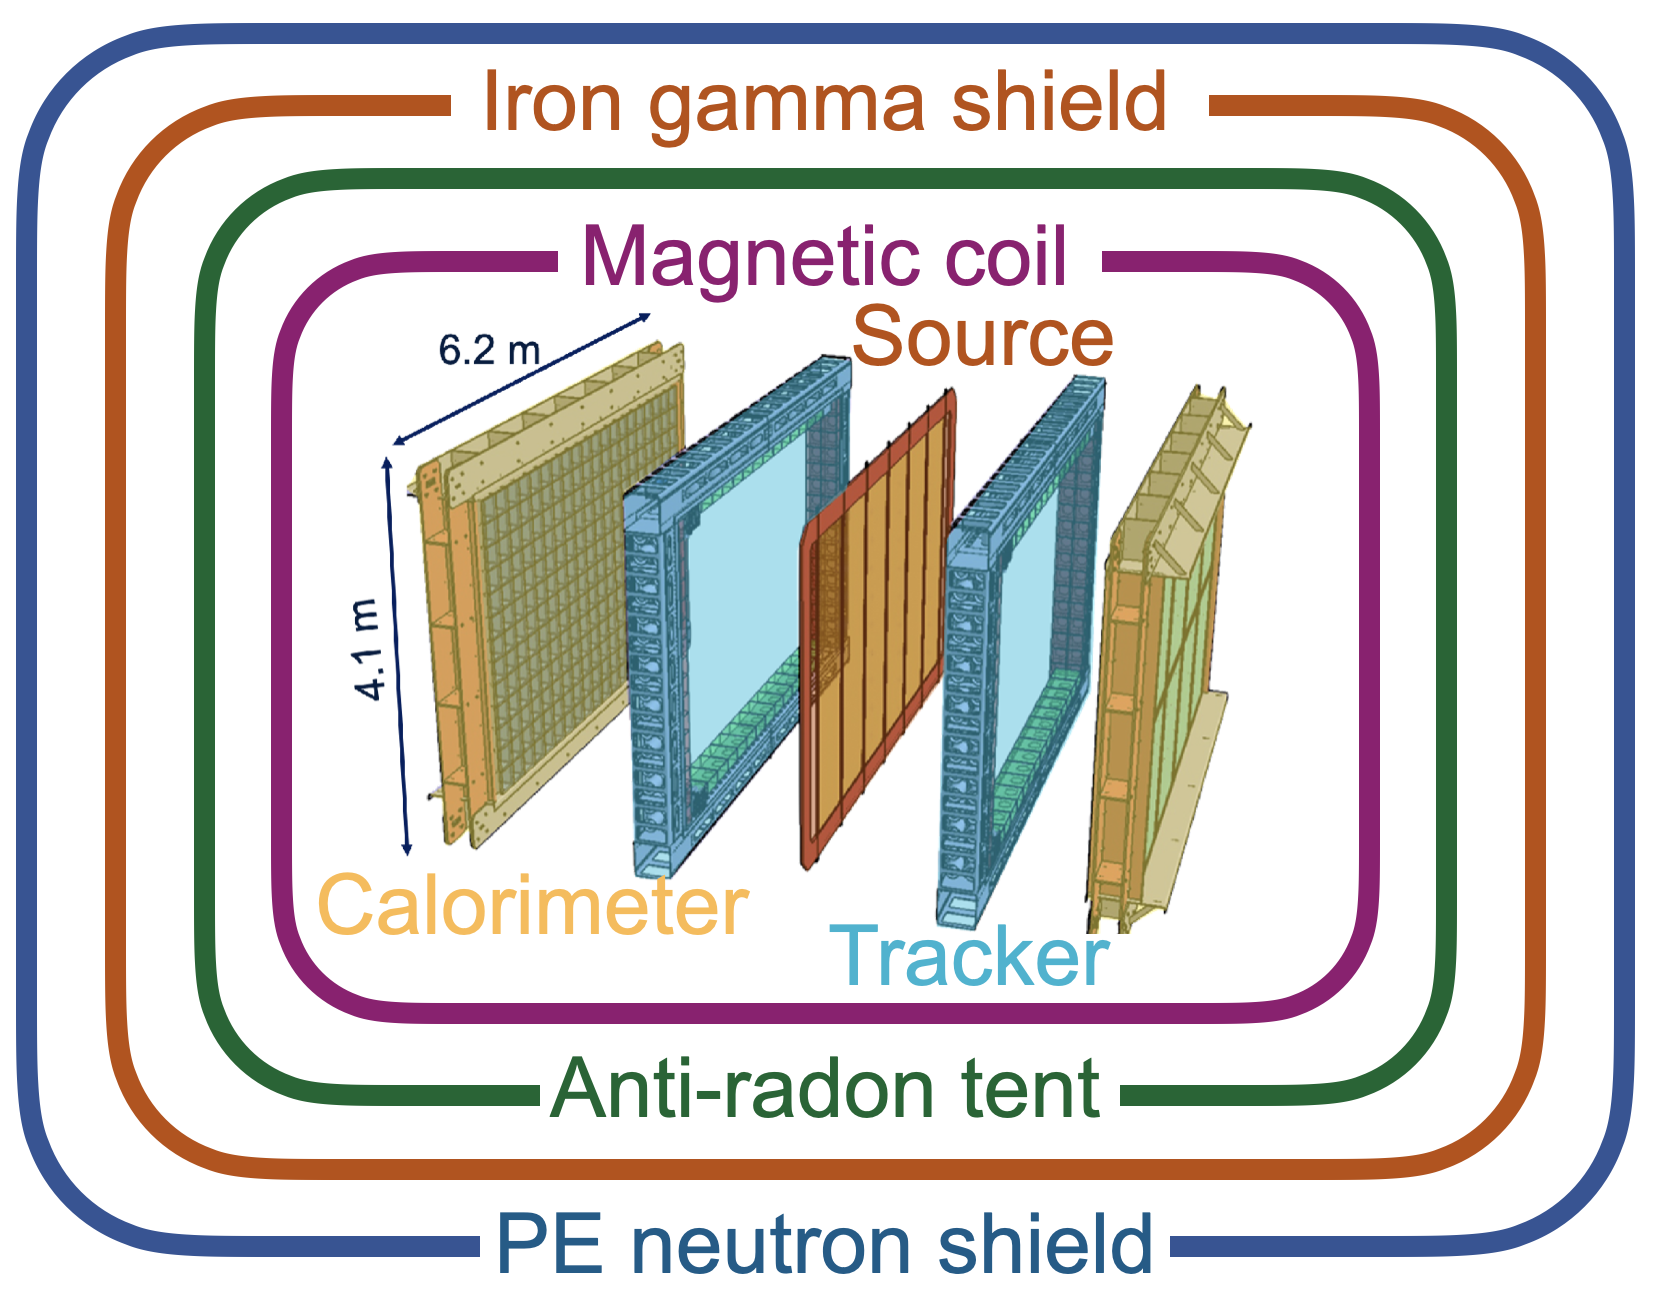 Iron gamma shield
Magnetic coil
Source
6.2 m
4.1 m
Calorimeter
Tracker
Anti-radon tent
PE neutron shield